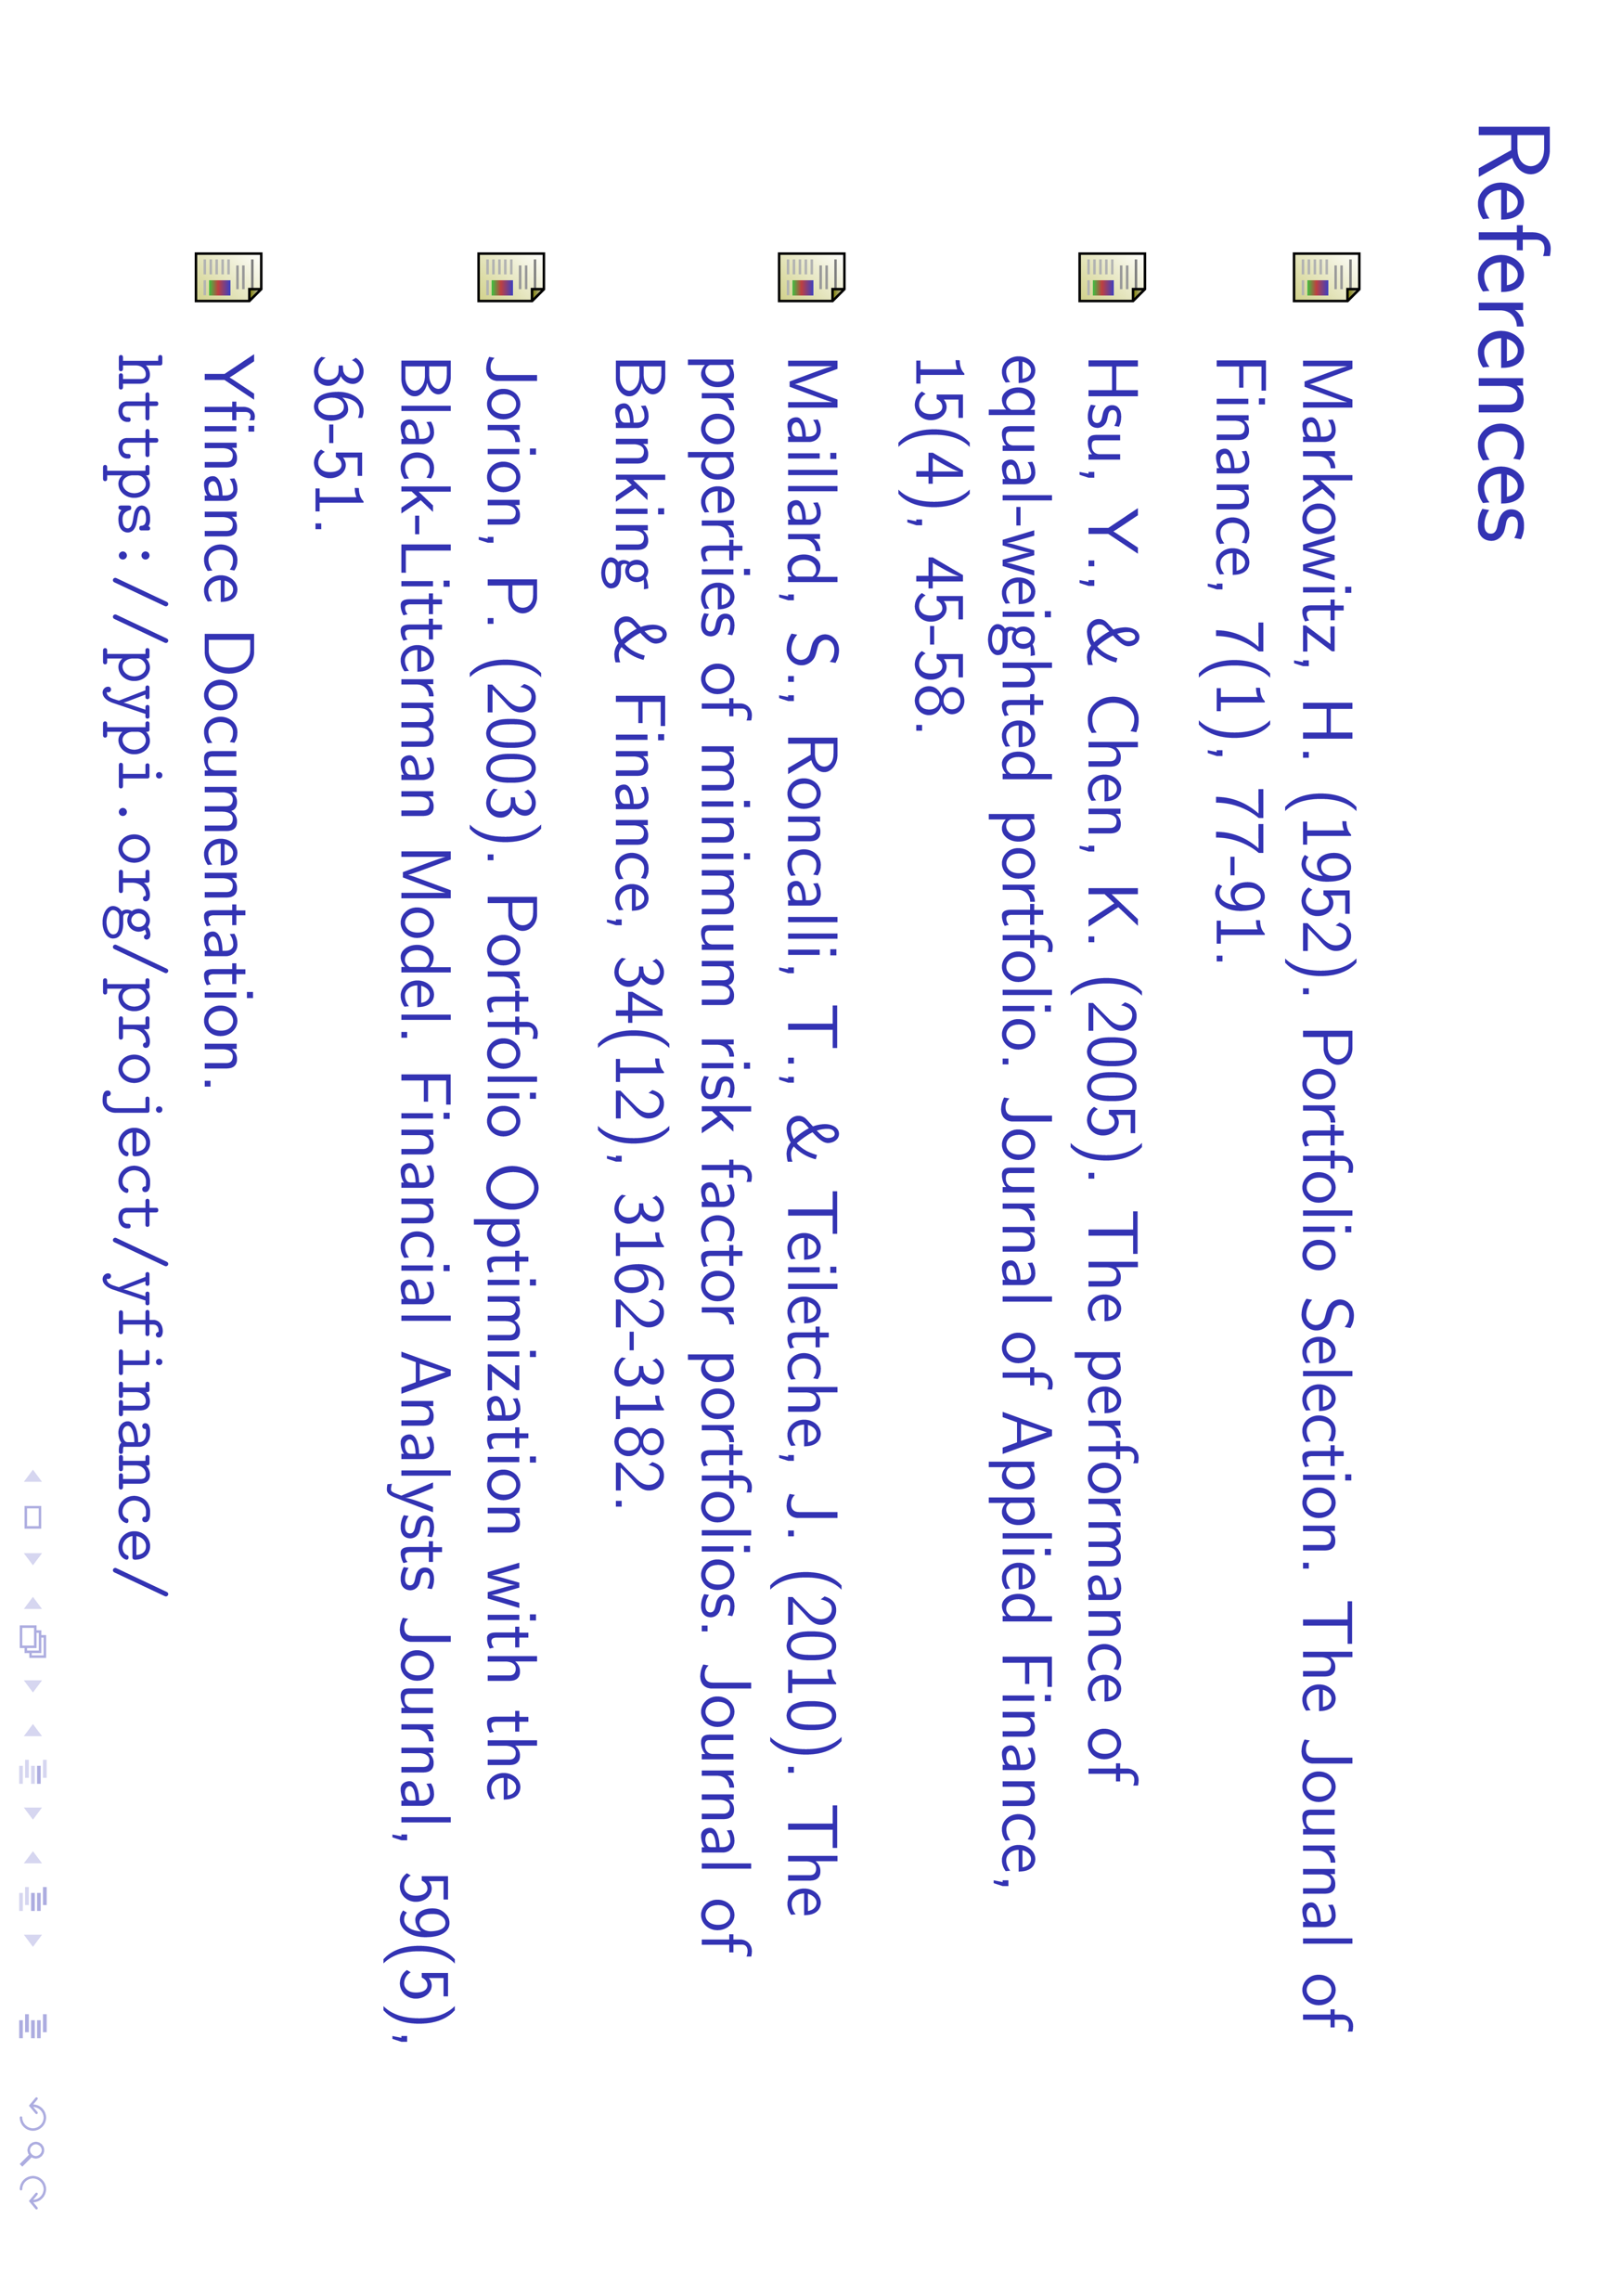 References
Markowitz, H. (1952). Portfolio Selection. The Journal of
Finance, 7(1), 77-91.
Hsu, Y., & Chen, K. (2005). The performance of
equal-weighted portfolio. Journal of Applied Finance,
15(4), 45-58.
Maillard, S., Roncalli, T., & Teiletche, J. (2010). The
properties of minimum risk factor portfolios. Journal of
Banking & Finance, 34(12), 3162-3182.
Jorion, P. (2003). Portfolio Optimization with the
Black-Litterman Model. Financial Analysts Journal, 59(5),
36-51.
Yfinance Documentation.
https://pypi.org/project/yfinance/